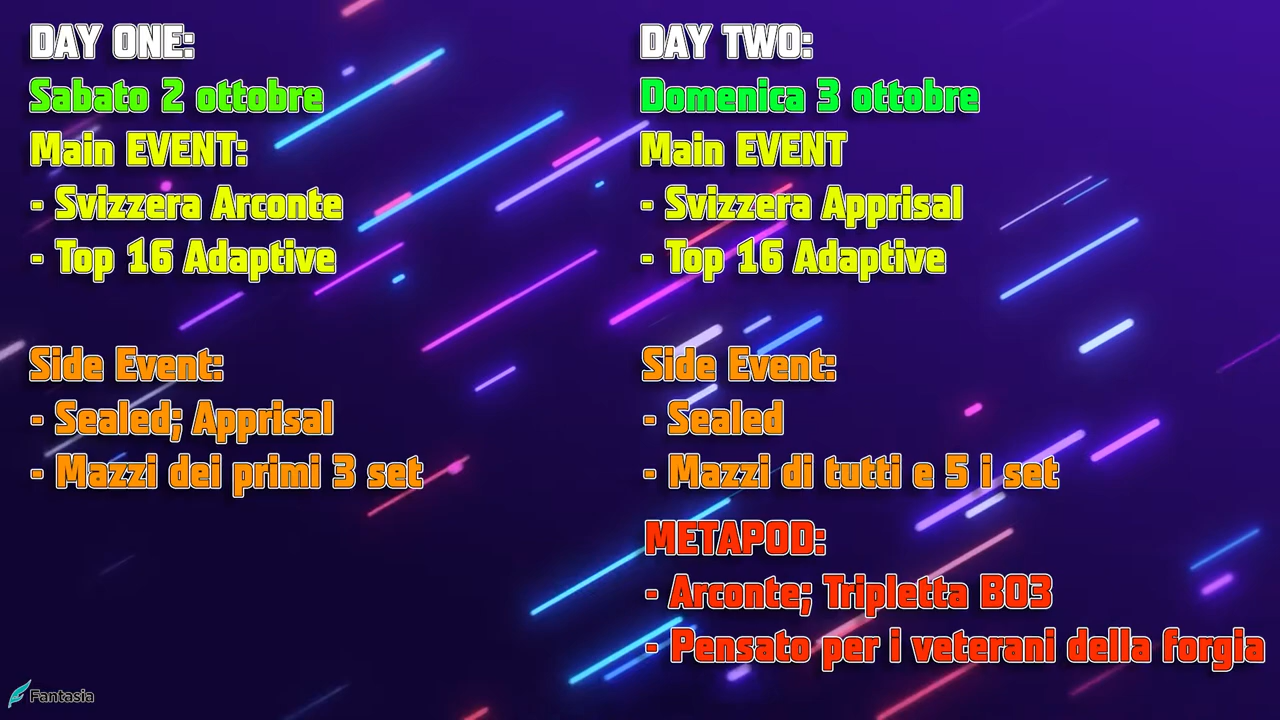 DAY ONE:
Sabato 2 ottobre
Main EVENT:
- Svizzera Arconte
- Top 16 Adaptive
Side Event:
- Sealed; Apprisal
- Mazzi dei primi 3 set
DAY TWO:
Domenica 3 ottobre
Main EVENT
- Svizzera Apprisal
- Top 16 Adaptive
Side Event:
- Sealed
- Mazzi di tutti e 5 i set
METAPOD:
- Arconte; Tripletta BO3
- Pensato per i veterani della forgia
Fantasia